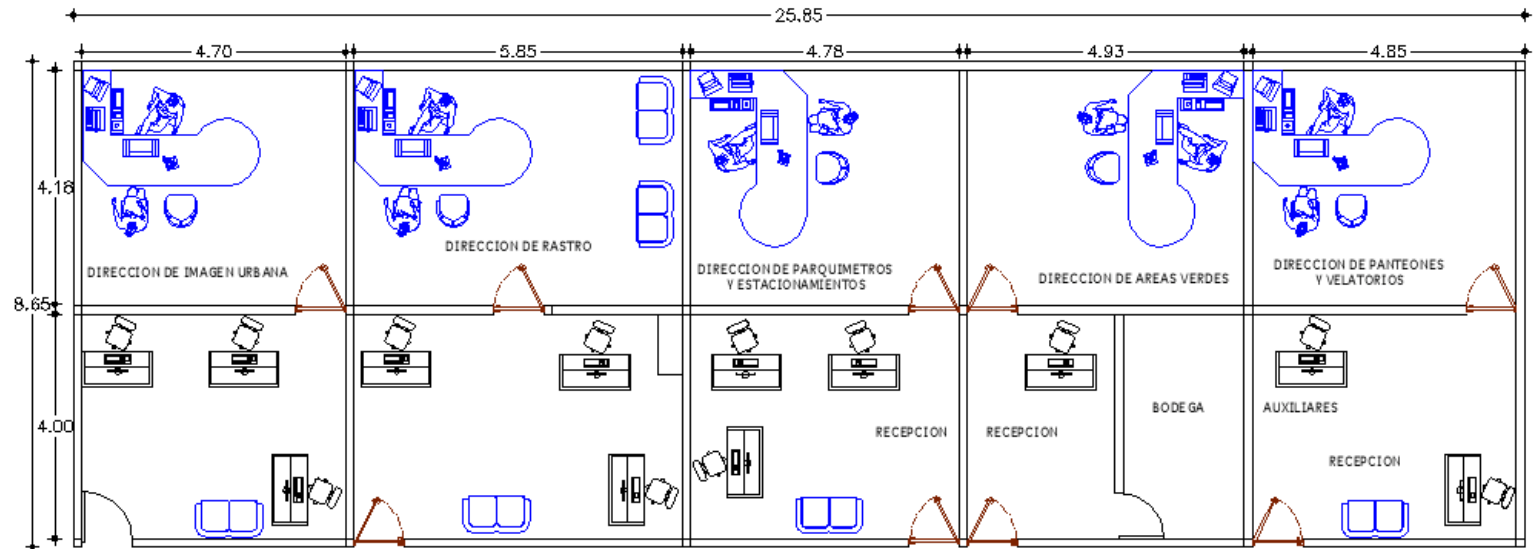 25.85
4.70
5.85
4.78
4.93
4.85
4.18
DIRECCION DE IMAGEN URBANA
DIRECCION DE RASTRO
DIRECCION DE PARQUIMETROS
Y ESTACIONAMIENTOS
DIRECCION DE AREAS VERDES
DIRECCION DE PANTEONES
Y VELATORIOS
8.65
4.00
RECEPCION
RECEPCION
BODEGA
AUXILIARES
RECEPCION